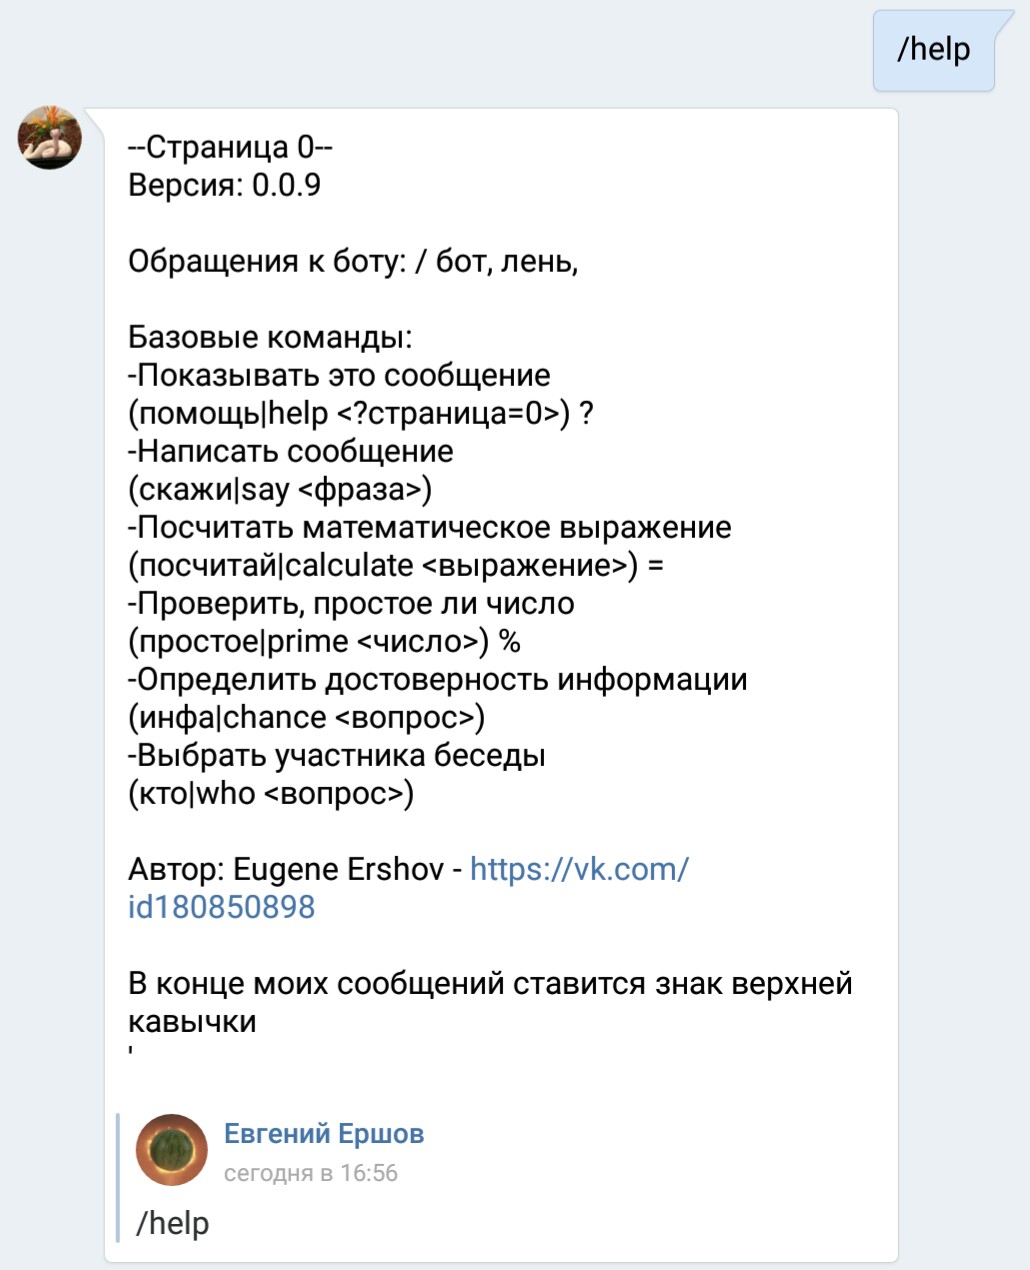 /help
--Страница 0--
Версия: 0.0.9
Обращения к боту: / бот, лень,
Базовые команды:
-Показывать это сообщение
(помощь|help <?страница=0>) ?
-Написать сообщение
(скажи|say <фраза>)
-Посчитать математическое выражение
(посчитай|calculate <выражение>) =
-Проверить, простое ли число
(простое|prime <число>) %
-Определить достоверность информации
(инфа|chance <вопрос>)
-Выбрать участника беседы
(кто|who <вопрос>)
Автор: Eugene Ershov - https://vk.com/
id180850898
В конце моих сообщений ставится знак верхней
кавычки
'
Евгений Ершов
сегодня в 16:56
/help